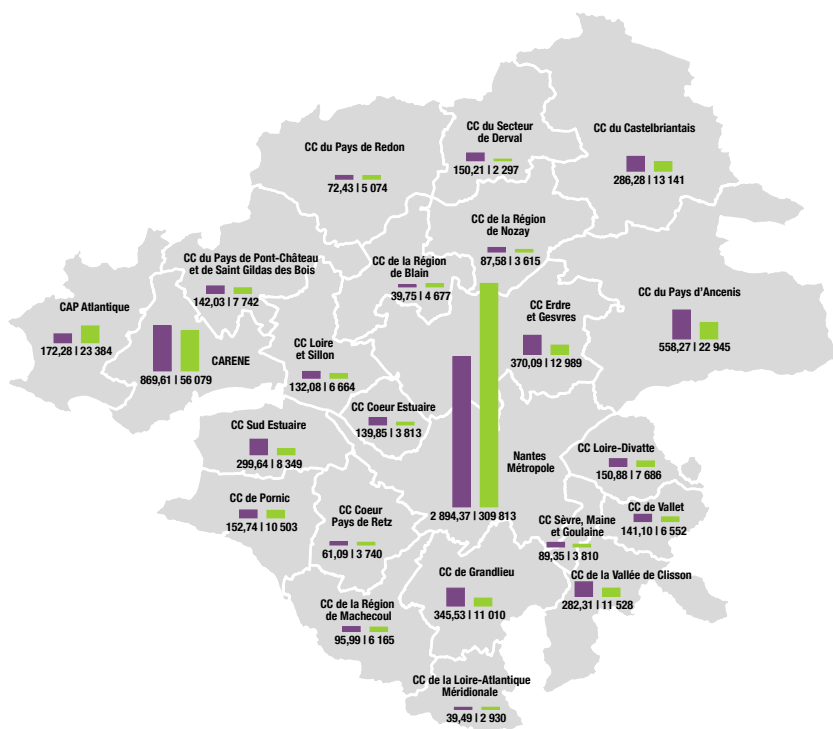 CC du Secteur
de Derval
150,21 | 2 297
CC du Castelbriantais
286,28 | 13 141
CC du Pays de Redon
72,43 | 5 074
CC de la Région
de Nozay
87,58 | 3 615
CC du Pays de Pont-Château
et de Saint Gildas des Bois
142,03 | 7 742
CC de la Région
de Blain
39,75 | 4 677
CC du Pays d'Ancenis
558,27 | 22 945
CAP Atlantique
172,28 | 23 384
CC Erdre
et Gesvres
370,09 | 12 989
CARENE
869,61 | 56 079
CC Loire
et Sillon
132,08 | 6 664
CC Coeur Estuaire
139,85 | 3 813
CC Sud Estuaire
299,64 | 8 349
Nantes
Métropole
2 894,37 | 309 813
CC Loire-Divatte
150,88 | 7 686
CC de Pornic
152,74 | 10 503
CC Coeur
Pays de Retz
61,09 | 3 740
CC Sèvre, Maine
et Goulaine
89,35 | 3 810
CC de Vallet
141,10 | 6 552
CC de Grandlieu
345,53 | 11 010
CC de la Vallée de Clisson
282,31 | 11 528
CC de la Région
de Machecoul
95,99 | 6 165
CC de la Loire-Atlantique
Méridionale
39,49 | 2 930